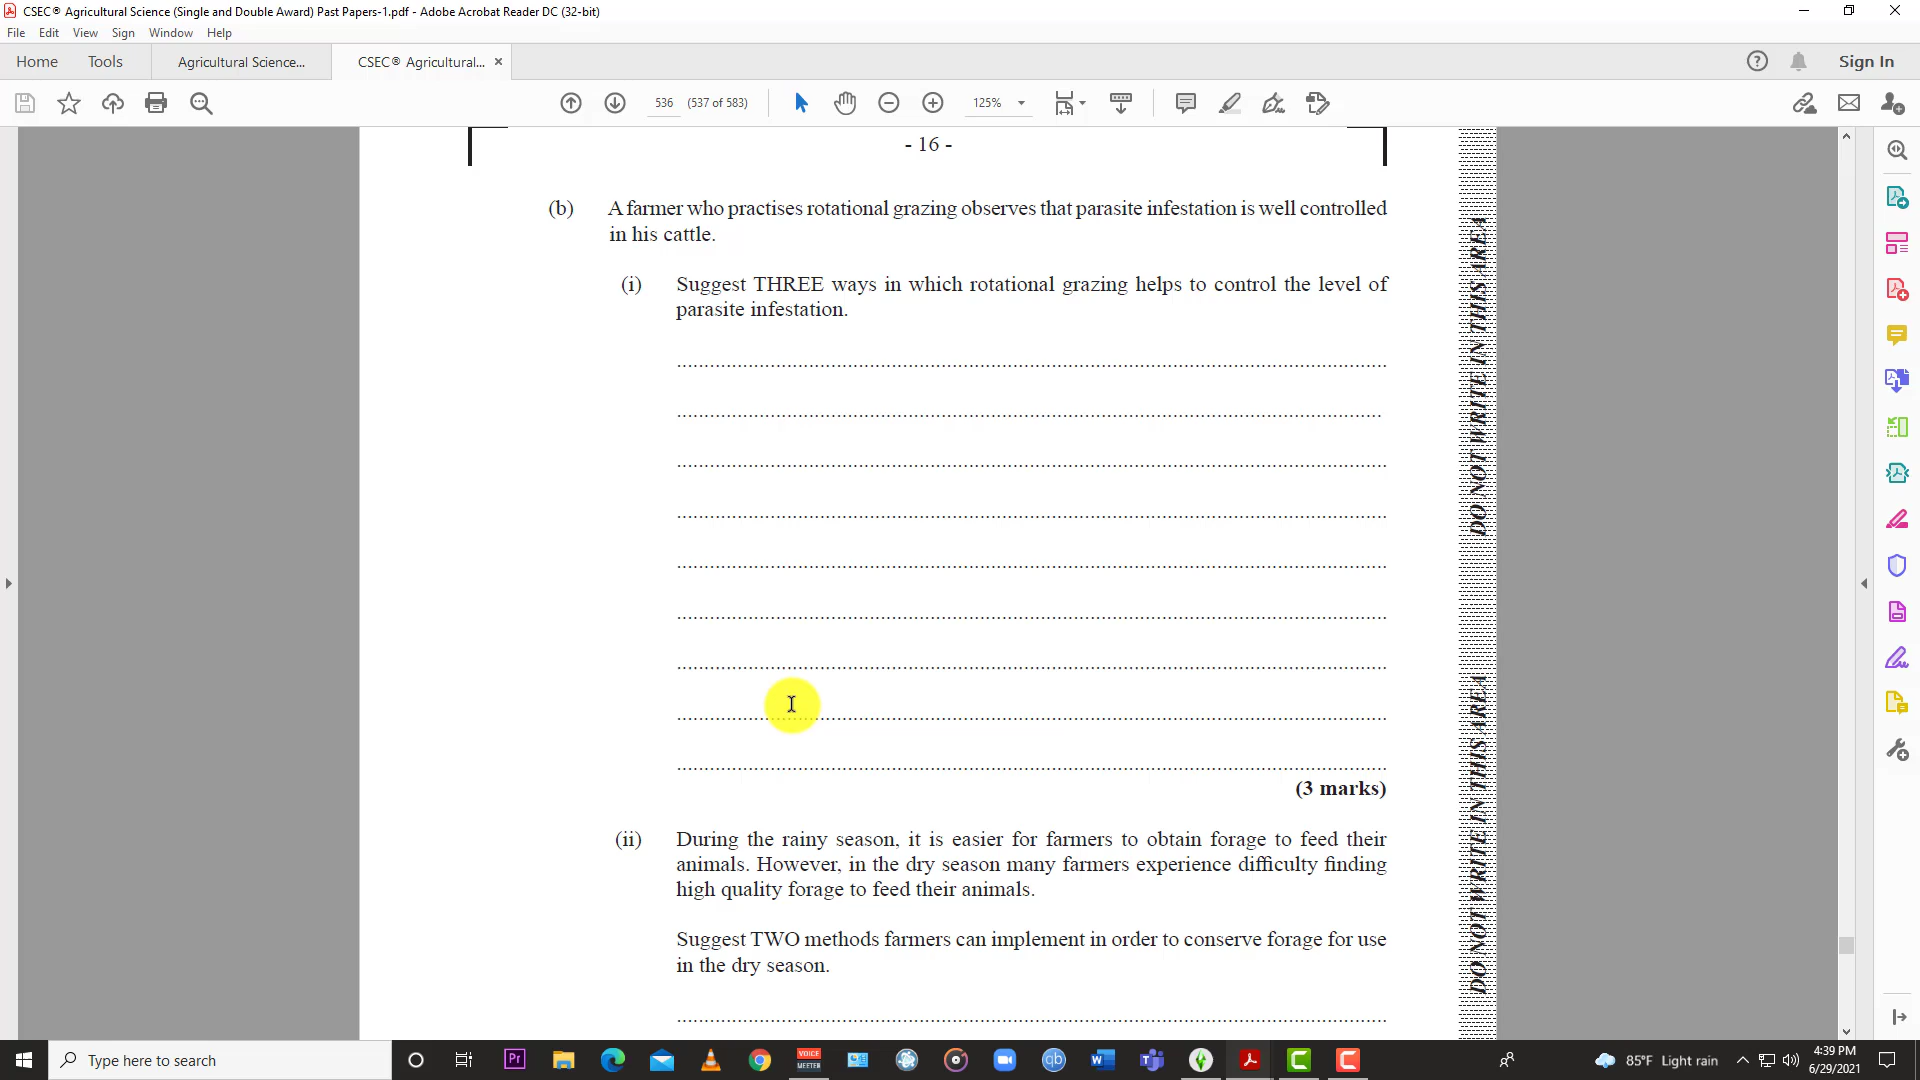 CSEC® Agricultural Science (Single and Double Award) Past Papers-1.pdf - Adobe Acrobat Reader DC (32-bit)
File Edit View Sign Window Help
Home Tools Agricultural Science... CSEC® Agricultural... × Sign In
536 (537 of 583) 125%
- 16 -
(b) A farmer who practises rotational grazing observes that parasite infestation is well controlled
in his cattle.
(i) Suggest THREE ways in which rotational grazing helps to control the level of
parasite infestation.
(3 marks)
(ii) During the rainy season, it is easier for farmers to obtain forage to feed their
animals. However, in the dry season many farmers experience difficulty finding
high quality forage to feed their animals.
Suggest TWO methods farmers can implement in order to conserve forage for use
in the dry season.
DO NOT WRITE IN THIS AREA
DO NOT WRITE IN THIS AREA
Type here to search
Pr
VOICE
MEETER
qb
85°F Light rain
4:39 PM
6/29/2021